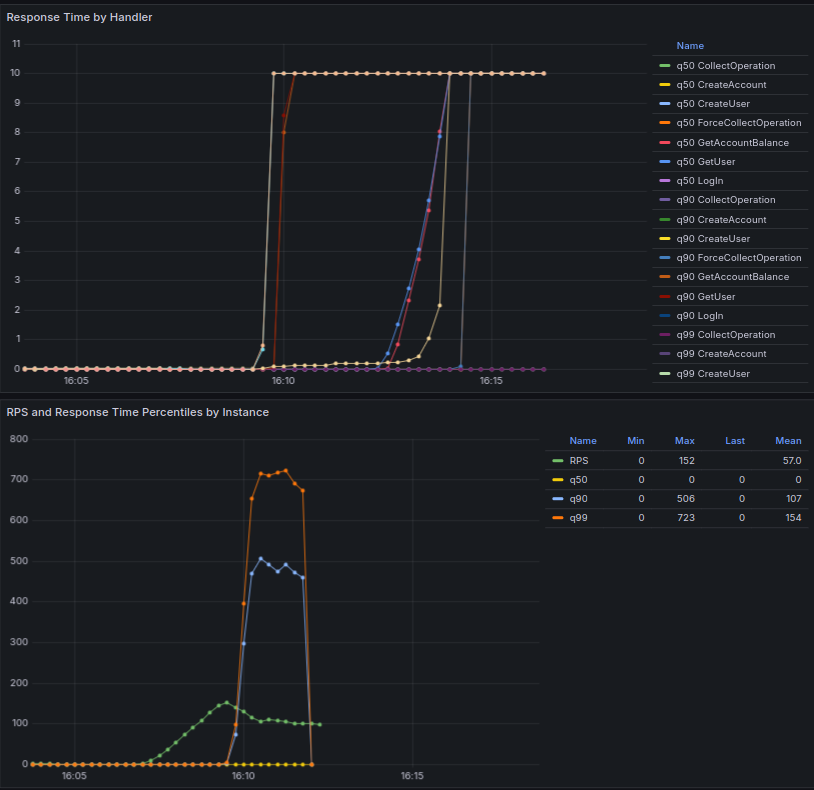 Response Time by Handler
11
10
9
8
7
6
5
4
3
2
1
0
16:05 16:10 16:15
Name
q50 CollectOperation
q50 CreateAccount
q50 CreateUser
q50 ForceCollectOperation
q50 GetAccountBalance
q50 GetUser
q50 LogIn
q90 CollectOperation
q90 CreateAccount
q90 CreateUser
q90 ForceCollectOperation
q90 GetAccountBalance
q90 GetUser
q90 LogIn
q99 CollectOperation
q99 CreateAccount
q99 CreateUser
RPS and Response Time Percentiles by Instance
800
700
600
500
400
300
200
100
0
16:05 16:10 16:15
Name Min Max Last Mean
RPS 0 152 57.0
q50 0 0 0 0
q90 0 506 0 107
q99 0 723 0 154